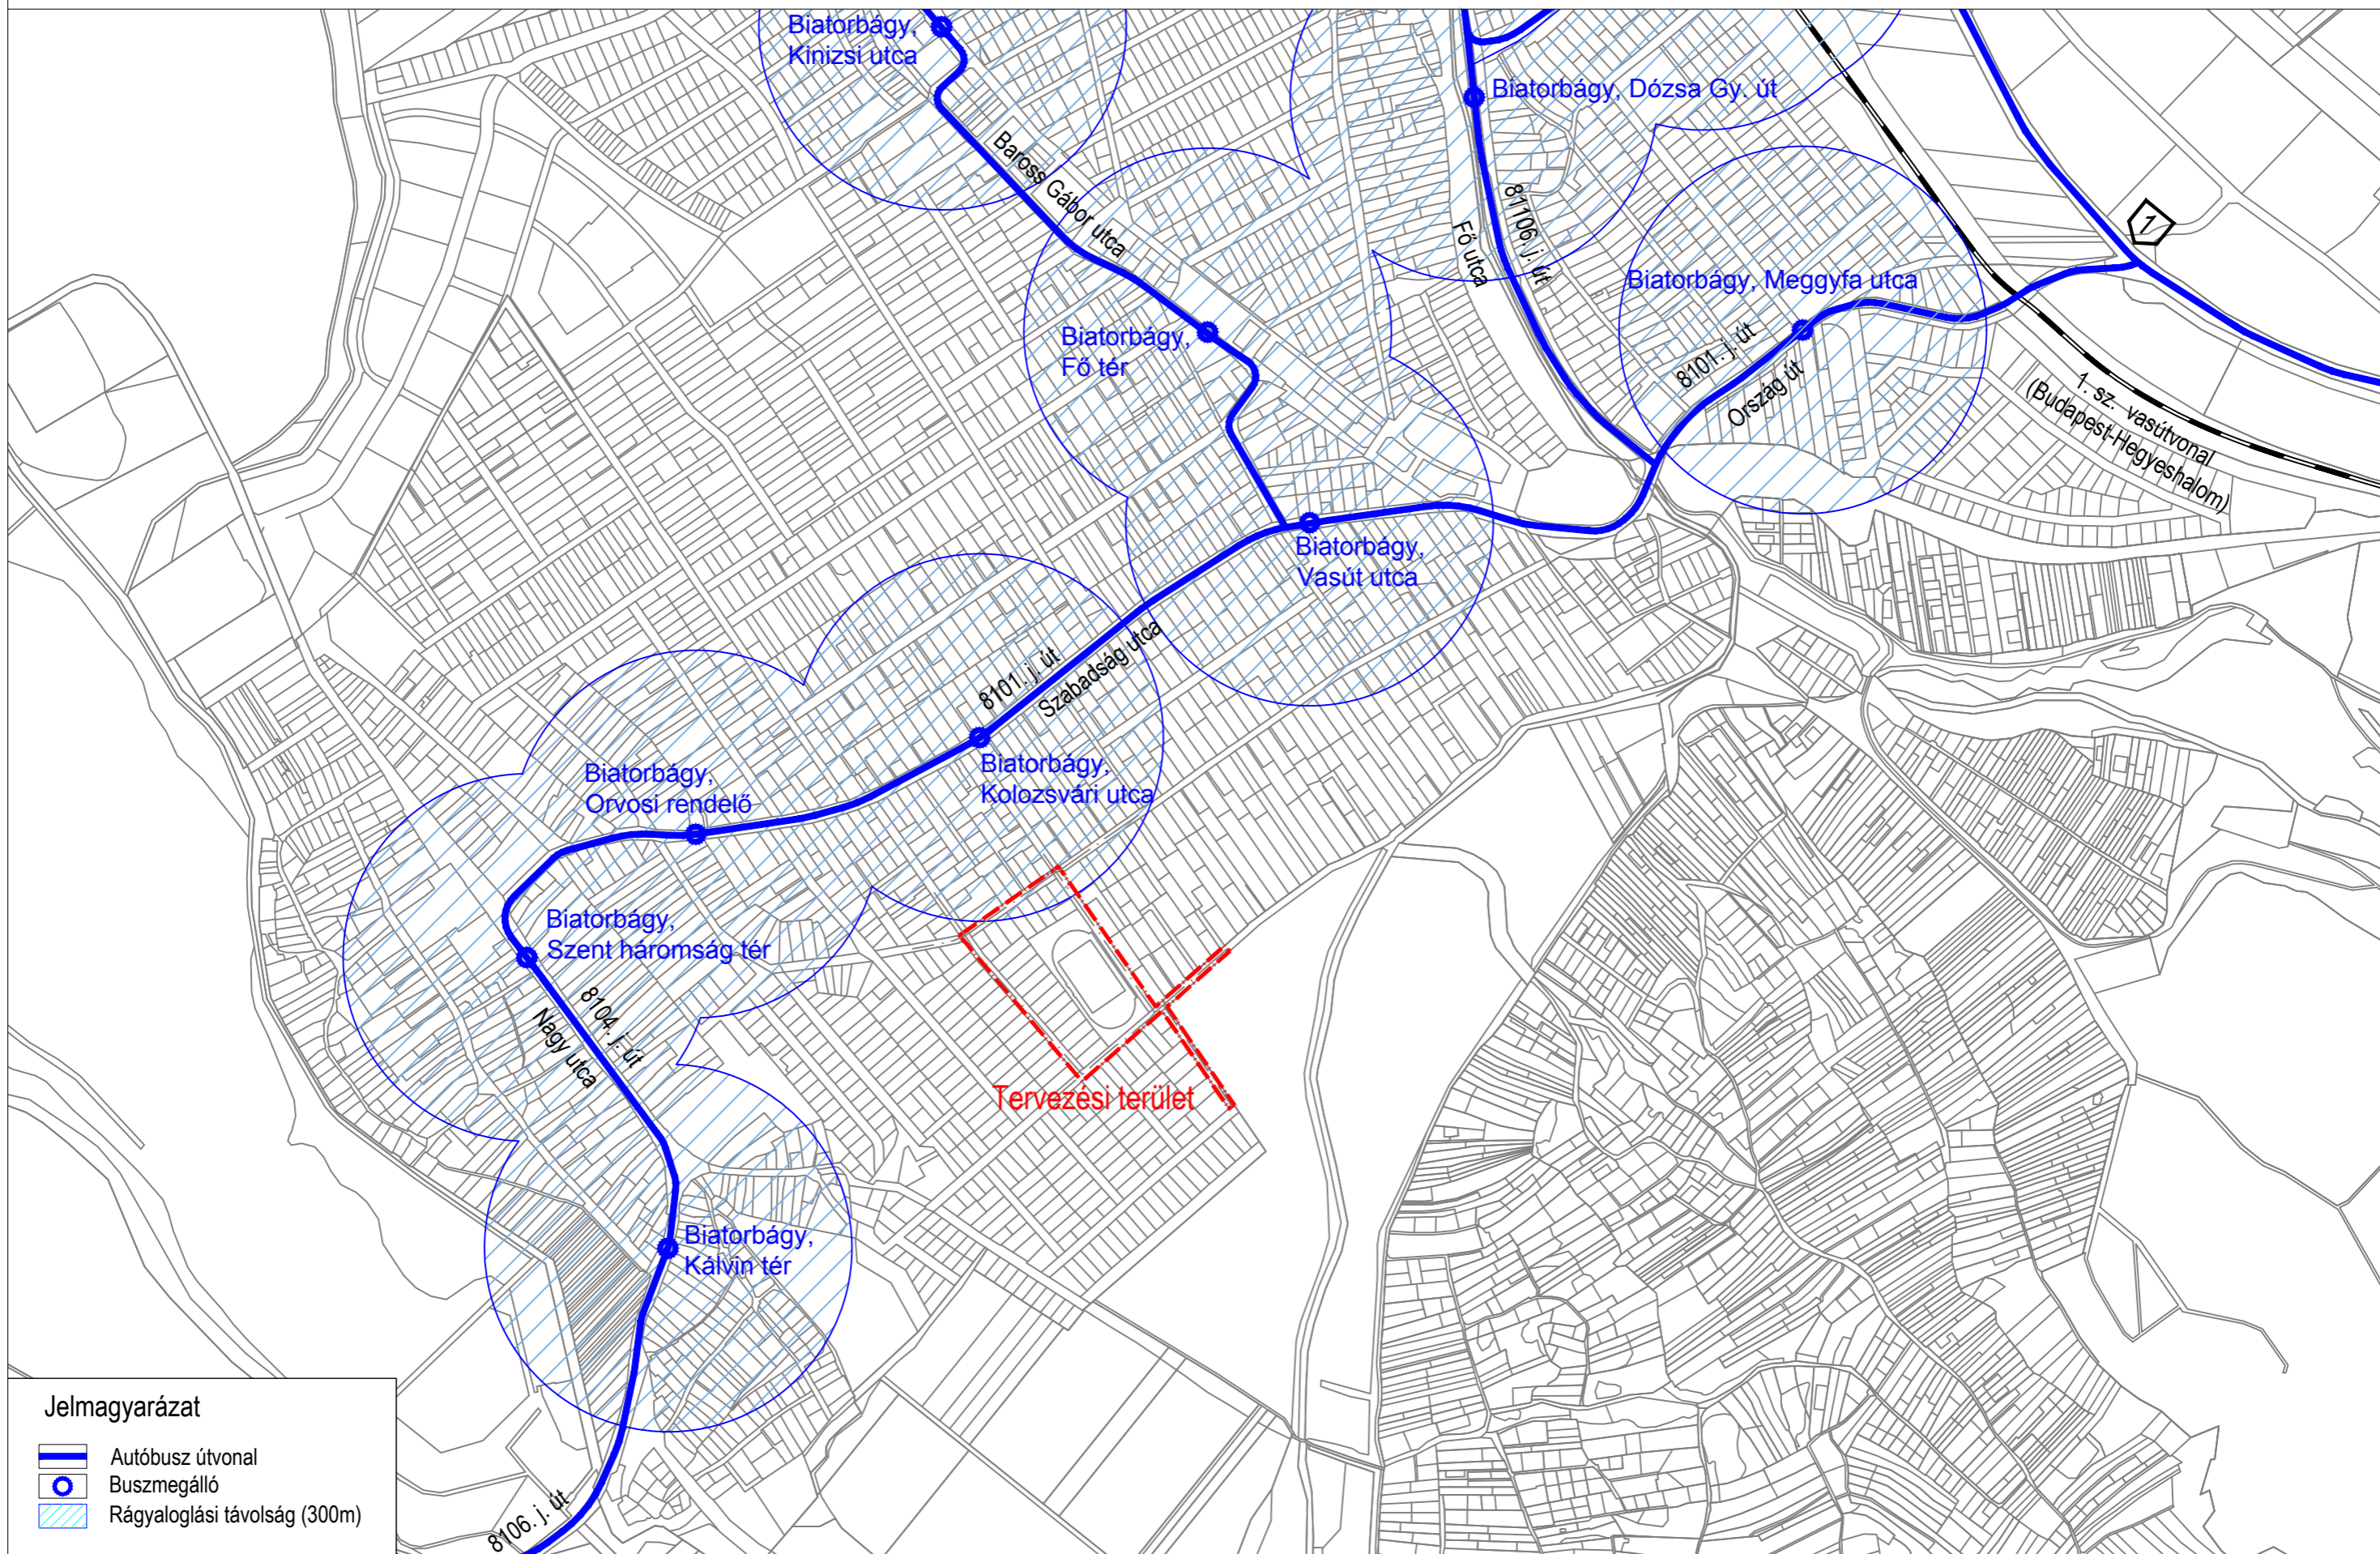 Biatorbágy,
Kinizsi utca
Biatorbágy, Dózsa Gy. út
Baross Gábor utca
81106. j. út
Fő utca
1
Biatorbágy, Meggyfa utca
Biatorbágy,
Fő tér
8101. j. út
Ország út
1. sz. vasútvonal
(Budapest-Hegyeshalom)
Biatorbágy,
Vasút utca
8101. j. út
Szabadság utca
Biatorbágy,
Kolozsvári utca
Biatorbágy,
Orvosi rendelő
Biatorbágy,
Szent háromság tér
8104. j. út
Nagy utca
Tervezési terület
Biatorbágy,
Kálvin tér
8106. j. út
Jelmagyarázat
Autóbusz útvonal
Buszmegálló
Rágyaloglási távolság (300m)